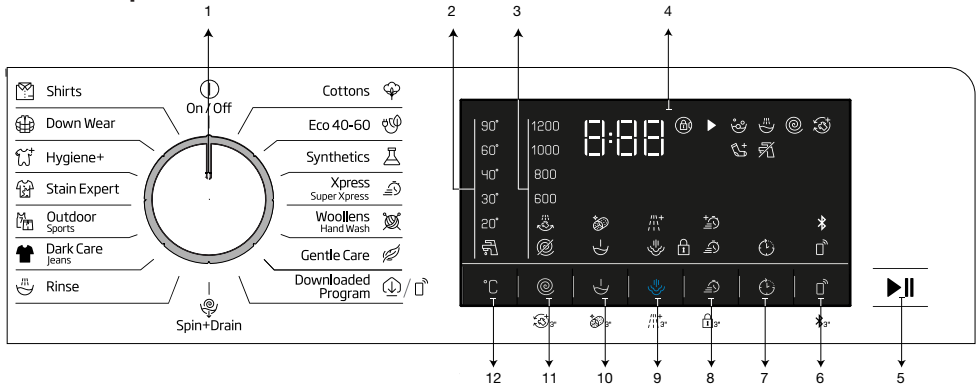 1
2
3
4
On / Off
Shirts
Down Wear
Hygiene+
Stain Expert
Outdoor
Sports
Dark Care
Jeans
Rinse
Spin+Drain
Cottons
Eco 40-60
Synthetics
Xpress
Super Xpress
Woollens
Hand Wash
Gentle Care
Downloaded
Program
90° 1200 8:88
60° 1000
40° 800
30° 600
20°
°C
3" 3" 3" 3" 3"
12 11 10 9 8 7 6 5